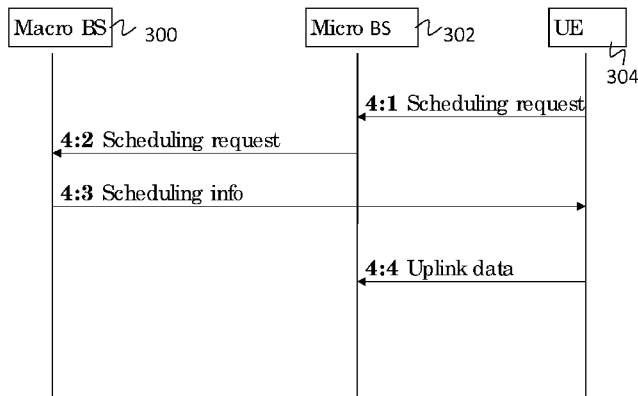 Macro BS
300
Micro BS
302
UE
304
4:1 Scheduling request
4:2 Scheduling request
4:3 Scheduling info
4:4 Uplink data